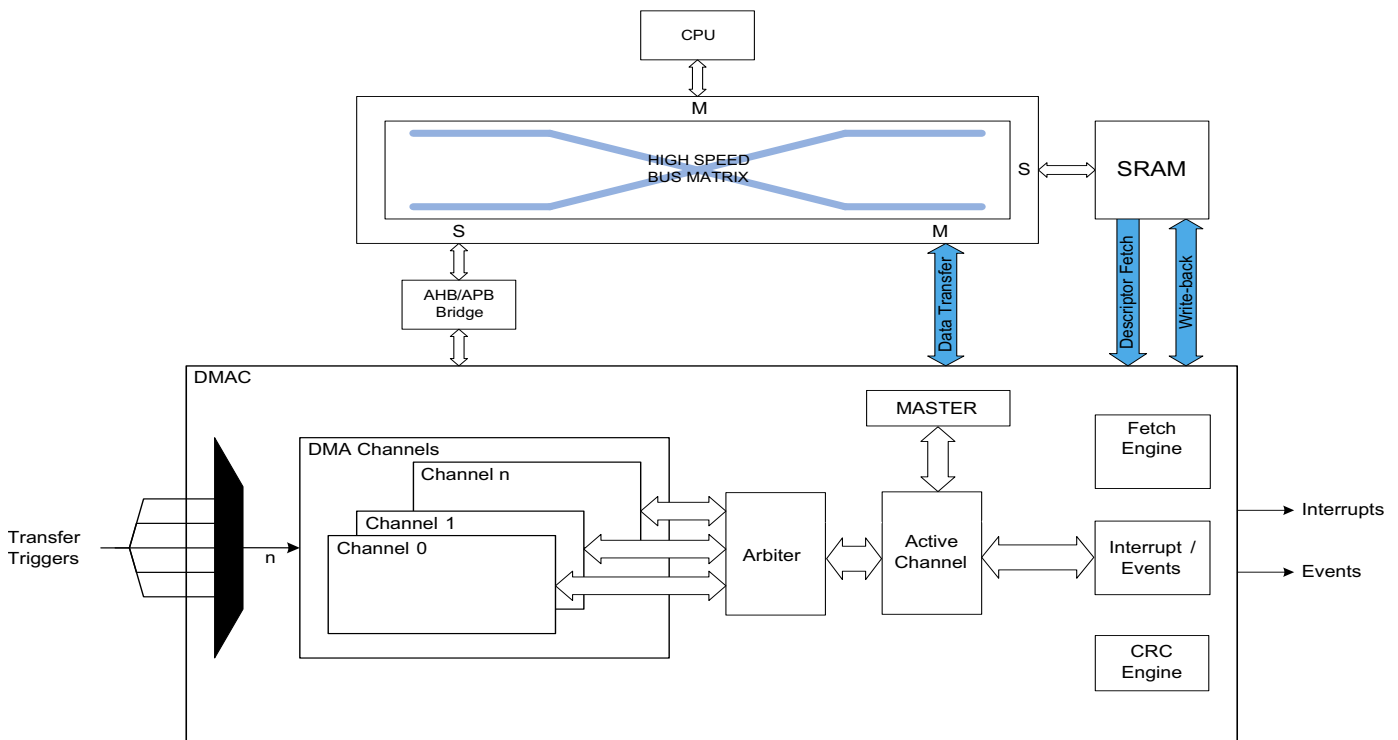 CPU
M
HIGH SPEED
BUS MATRIX
S
SRAM
S
M
AHB/APB
Bridge
Data Transfer
Descriptor Fetch
Write-back
DMAC
MASTER
DMA Channels
Fetch
Engine
Channel n
Channel 1
Channel 0
Transfer
Triggers
n
Arbiter
Active
Channel
Interrupt /
Events
Interrupts
Events
CRC
Engine